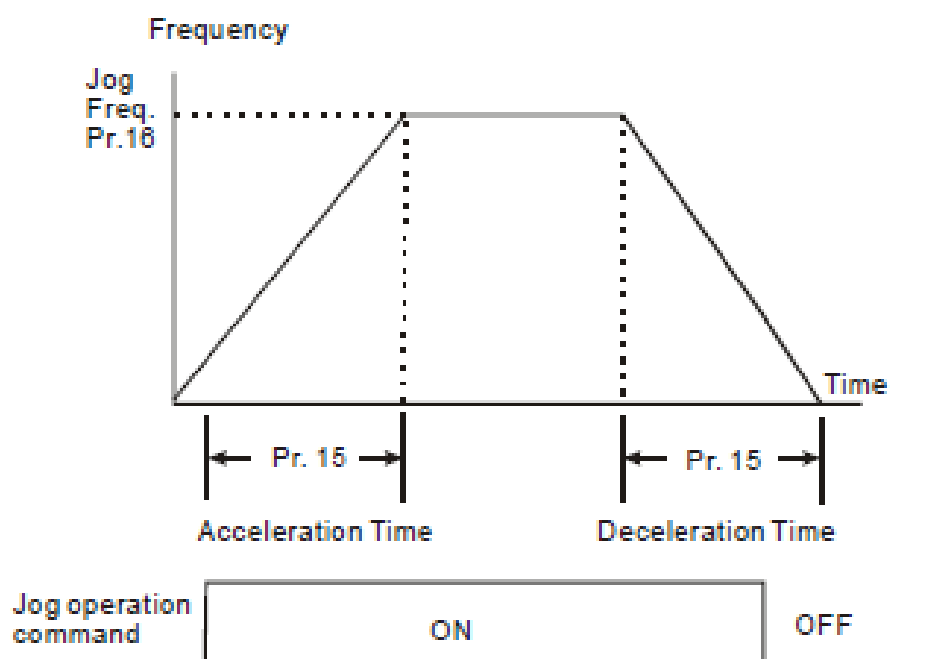 Frequency
Jog
Freq.
Pr.16
Time
Pr. 15
Pr. 15
Acceleration Time
Deceleration Time
Jog operation
command
ON
OFF